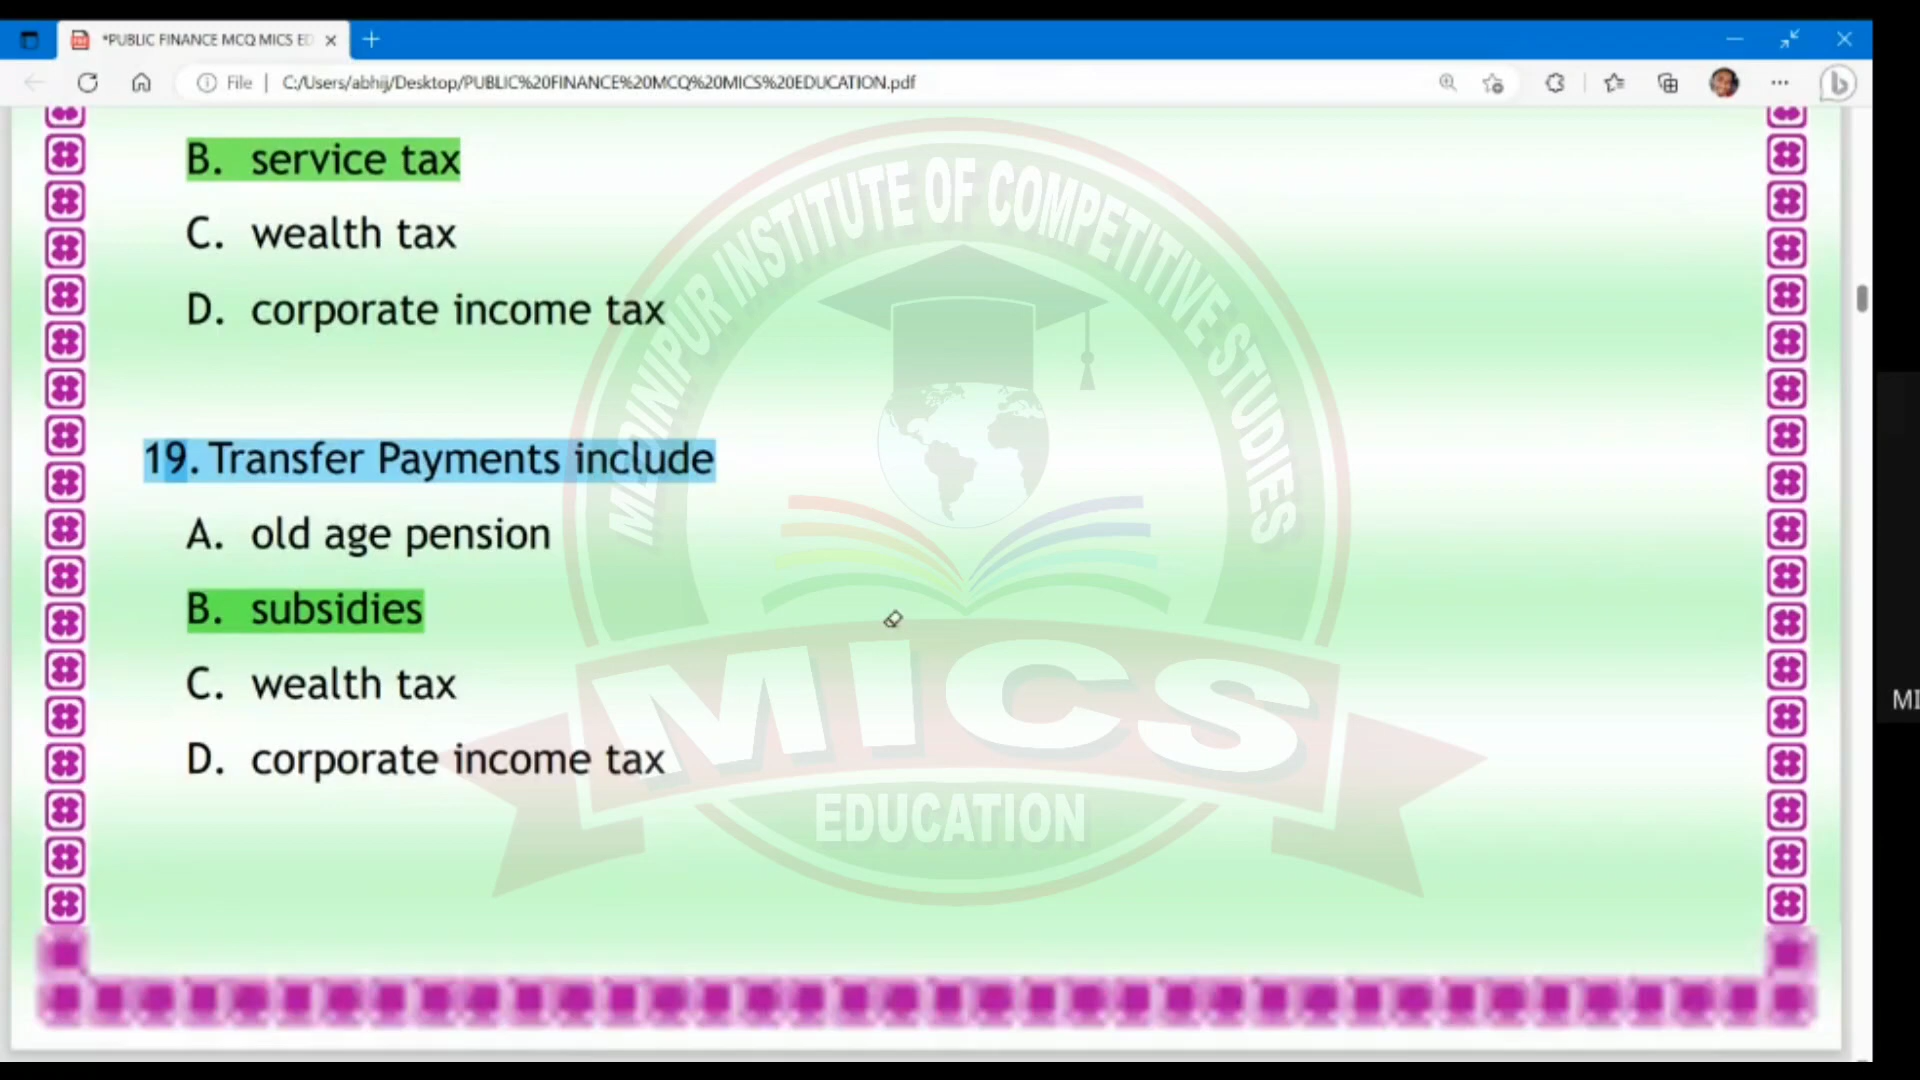 *PUBLIC FINANCE MCQ MICS ED
File | C:/Users/abhij/Desktop/PUBLIC%20FINANCE%20MCQ%20MICS%20EDUCATION.pdf
B. service tax
C. wealth tax
D. corporate income tax
19. Transfer Payments include
A. old age pension
B. subsidies
C. wealth tax
D. corporate income tax
MEDINIPUR INSTITUTE OF COMPETITIVE STUDIES
MICS
EDUCATION
MI